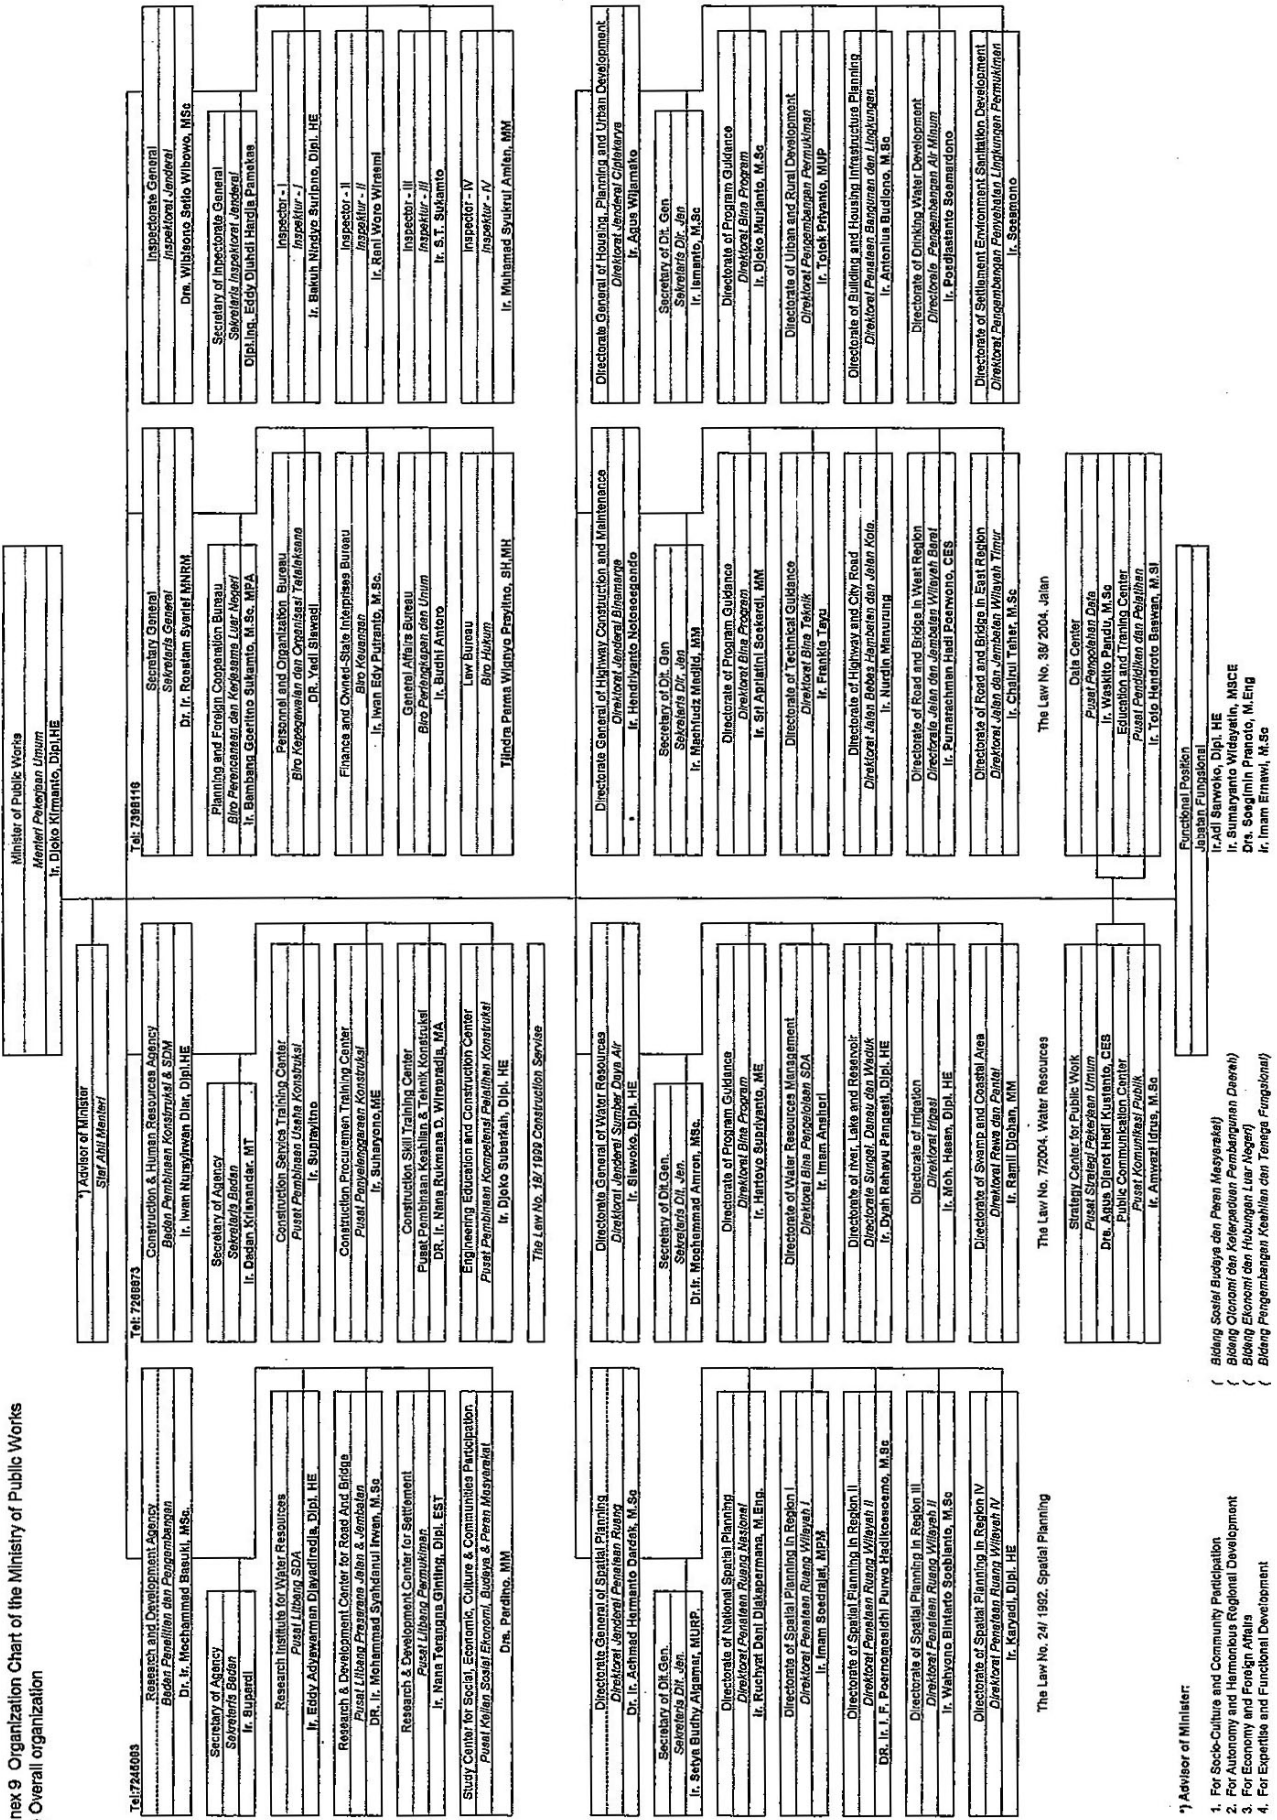 nex 9 Organization Chart of the Ministry of Public Works
Overall organization
Minister of Public Works
Menteri Pekerjaan Umum
Ir. Djoko Kirmanto, Dipl.HE
*) Advisor of Minister
Staf Ahli Menteri
Tel:7245083
Research and Development Agency
Badan Penelitian dan Pengembangan
Dr. Ir. Mochammad Basuki, MSc.
Secretary of Agency
Sekretaris Badan
Ir. Supardi
Research Institute for Water Resources
Pusat Litbang SDA
Ir. Eddy Adyawarman Djayadiredja, Dipl. HE
Research & Development Center for Road And Bridge
Pusat Litbang Prasarana Jalan & Jembatan
DR. Ir. Mohammad Syahdanul Irwan, M.Sc
Research & Development Center for Settlement
Pusat Litbang Permukiman
Ir. Nana Terangna Ginting, Dipl. EST
Study Center for Social, Economic, Culture & Communities Participation
Pusat Kajian Sosial Ekonomi, Budaya & Peran Masyarakat
Drs. Pardino, MM
Tel: 7268673
Construction & Human Resources Agency
Badan Pembinaan Konstruksi & SDM
Ir. Iwan Nursyirwan Diar, Dipl.HE
Secretary of Agency
Sekretaris Badan
Ir. Dadan Krisnandar, MT
Construction Service Training Center
Pusat Pembinaan Usaha Konstruksi
Ir. Suprayitno
Construction Procurement Training Center
Pusat Penyelenggaraan Konstruksi
Ir. Suharyono,ME
Construction Skill Training Center
Pusat Pembinaan Keahlian & Teknik Konstruksi
DR. Ir. Nana Rukmana D. Wirapradja, MA
Engineering Education and Construction Center
Pusat Pembinaan Kompetensi Pelatihan Konstruksi
Ir. Djoko Subarkah, Dipl. HE
The Law No. 18/ 1999 Construction Servise
Tel: 7398116
Secretary General
Sekretaris General
Dr. Ir. Roestam Syarief MNRM
Planning and Foreign Cooperation Bureau
Biro Perencanaan dan Kerjasama Luar Negeri
Ir. Bambang Goeritno Sukamto, M.Sc, MPA
Personnel and Organization Bureau
Biro Kepegawaian dan Organisasi Tatalaksana
DR. Yadi Siswadi
Finance and Owned-State Interprises Bureau
Biro Keuangan
Ir. Iwan Edy Putranto, M.Sc.
General Affairs Bureau
Biro Perlengkapan dan Umum
Ir. Budhi Antoro
Law Bureau
Biro Hukum
Tjindra Parma Wignyo Prayitno, SH,MH
Inspectorate General
Inspektorat Jenderal
Drs. Wibisono Setio Wibowo, MSc
Secretary of Inpectorate General
Sekretaris Inspektorat Jenderal
Dipl.Ing. Eddy Djuhdi Hardja Pamekas
Inspector - I
Inspektur - I
Ir. Bakuh Nindyo Suripno, Dipl. HE
Inspector - II
Inspektur - II
Ir. Rani Woro Wirasmi
Inspector - III
Inspektur - III
Ir. S.T. Sukamto
Inspector - IV
Inspektur - IV
Ir. Muhamad Syukrul Amien, MM
Directorate General of Spatial Planning
Direktorat Jenderal Penataan Ruang
Dr. Ir. Achmad Hermanto Dardak, M.Sc
Secretary of Dit.Gen.
Sekretaris Dit. Jen.
Ir. Setya Budhy Algamar, MURP.
Directorate of National Spatial Planning
Direktorat Penataan Ruang Nasional
Ir. Ruchyat Deni Djakapermana, M.Eng.
Directorate of Spatial Planning in Region I
Direktorat Penataan Ruang Wilayah I
Ir. Imam Soedrajat, MPM
Directorate of Spatial Planning in Region II
Direktorat Penataan Ruang Wilayah II
DR. Ir. I. F. Poernomosidhi Purwo Hadikoesoemo, M.Sc
Directorate of Spatial Planning in Region III
Direktorat Penataan Ruang Wilayah II
Ir. Wahyono Bintarto Soebianto, M.Sc
Directorate of Spatial Planning in Region IV
Direktorat Penataan Ruang Wilayah IV
Ir. Karyadi, Dipl. HE
The Law No. 24/ 1992. Spatial Planning
Directorate General of Water Resources
Direktorat Jenderal Sumber Daya Air
Ir. Siswoko, Dipl. HE
Secretary of Dit.Gen.
Sekretaris Dit. Jen.
Dr.Ir. Mochammad Amron, MSc.
Directorate of Program Guidance
Direktorat Bina Program
Ir. Hartoyo Supriyanto, ME
Directorate of Water Resources Management
Direktorat Bina Pengelolaan SDA
Ir. Imam Anshori
Directorate of river, Lake and Reservoir
Directorate Sungai, Danau dan Waduk
Ir. Dyah Rahayu Pangesti, Dipl. HE
Directorate of Irrigation
Direktorat Irigasi
Ir. Moh. Hasan, Dipl. HE
Directorate of Swamp and Coastal Area
Direktorat Rawa dan Pantai
Ir. Ramli Djohan, MM
The Law No. 7/2004. Water Resources
Directorate General of Highway Construction and Maintenance
Direktorat Jenderal Binamarga
Ir. Hendriyanto Notosoegondo
Secretary of Dit. Gen
Sekretaris Dir. Jen
Ir. Machfudz Madjid, MM
Directorate of Program Guidance
Direktorat Bina Program
Ir. Sri Apriatini Soekardi, MM
Directorate of Technical Guidance
Direktorat Bina Teknik
Ir. Frankie Tayu
Directorate of Highway and City Road
Direktorat Jalan Bebas Jambatan dan Jalan Kota.
Ir. Nurdin Manurung
Directorate of Road and Bridge in West Region
Directorate Jalan dan Jembatan Wilayah Barat
Ir. Purnarachman Hadi Poerwono, CES
Directorate of Road and Bridge in East Region
Direktorat Jalan dan Jembatan Wilayah Timur
Ir. Chairul Taher, M.Sc
The Law No. 38/ 2004. Jalan
Directorate General of Housing, Planning and Urban Development
Direktorat Jenderal Ciptakarya
Ir. Agus Wijarnako
Secretary of Dit. Gen
Sekretaris Dir. Jen
Ir. Ismanto, M.Sc
Directorate of Program Guidance
Direktorat Bina Program
Ir. Djoko Murjanto, M.Sc
Directorate of Urban and Rural Development
Direktorat Pengembangan Permukiman
Ir. Totok Priyanto, MUP
Directorate of Building and Housing Infrastructure Planning
Direktorat Penataan Bangunan dan Lingkungan
Ir. Antonius Budiono, M.Sc
Directorate of Drinking Water Development
Directorate Pengembangan Air Minum
Ir. Poedjastanto Soemardono
Directorate of Settlement Environment Sanitation Development
Direktorat Pengembangan Penyehatan Lingkungan Permukiman
Ir. Soesmono
Strategy Center for Public Work
Pusat Strategi Pekerjaan Umum
Drs. Agus Djarot Hadi Kustanto, CES
Public Communication Center
Pusat Komunikasi Publik
Ir. Amwazi Idrus, M.Sc
Data Center
Pusat Pengolahan Data
Ir. Waskito Pandu, M.Sc
Education and Traning Center
Pusat Pendidikan dan Pelatihan
Ir. Toto Hendroto Baswan, M.SI
Functional Position
Jabatan Fungsional
*) Advisor of Minister:
1. For Socio-Culture and Community Participation ( Bidang Sosial Budaya dan Peran Masyarakat) Ir.Adi Sarwoko, Dipl. HE
2. For Autonomy and Harmonious Regional Development ( Bidang Otonomi dan Keterpaduan Pembangunan Daerah) Ir. Sumaryanto Widayatin, MSCE
3. For Economy and Foreign Affairs ( Bidang Ekonomi dan Hubungan Luar Negeri) Drs. Soegimin Pranoto, M.Eng
4. For Expertise and Functional Development ( Bidang Pengembangan Keahlian dan Tenaga Fungsional) Ir. Imam Ernawi, M.Sc